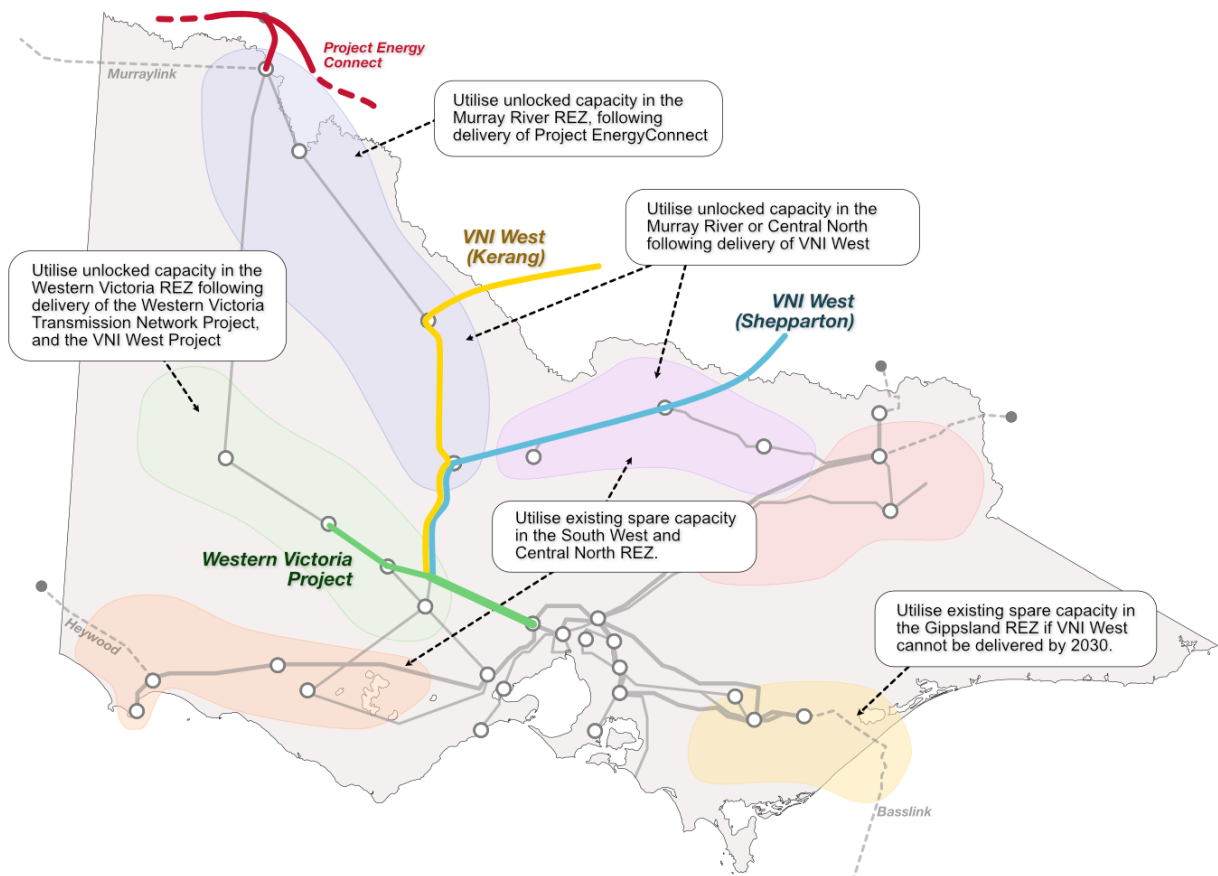 Project Energy
Connect
Murraylink
Utilise unlocked capacity in the
Murray River REZ, following
delivery of Project EnergyConnect
Utilise unlocked capacity in the
Murray River or Central North
following delivery of VNI West
VNI West
(Kerang)
Utilise unlocked capacity in the
Western Victoria REZ following
delivery of the Western Victoria
Transmission Network Project,
and the VNI West Project
VNI West
(Shepparton)
Utilise existing spare capacity
in the South West and
Central North REZ.
Western Victoria
Project
Utilise existing spare capacity in
the Gippsland REZ if VNI West
cannot be delivered by 2030.
Heywood
Basslink